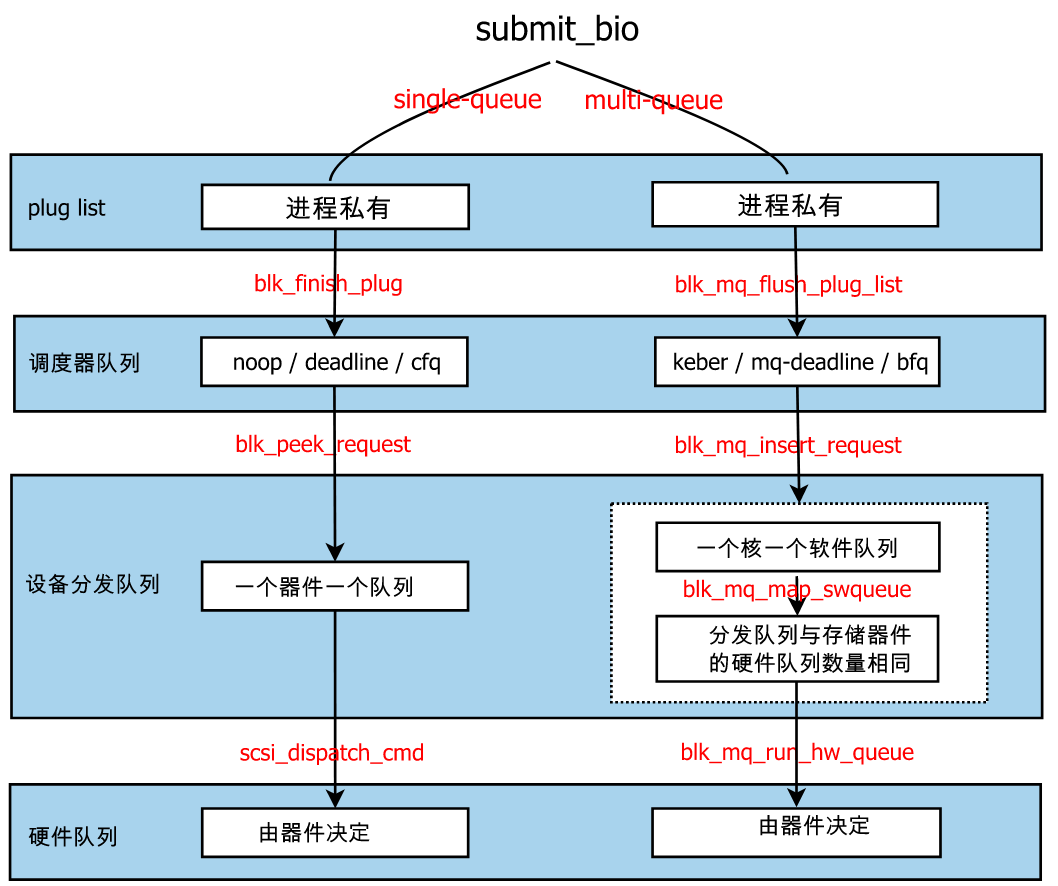 submit_bio
single-queue
multi-queue
plug list
进程私有
进程私有
blk_finish_plug
blk_mq_flush_plug_list
调度器队列
noop / deadline / cfq
keber / mq-deadline / bfq
blk_peek_request
blk_mq_insert_request
设备分发队列
一个器件一个队列
一个核一个软件队列
blk_mq_map_swqueue
分发队列与存储器件
的硬件队列数量相同
scsi_dispatch_cmd
blk_mq_run_hw_queue
硬件队列
由器件决定
由器件决定